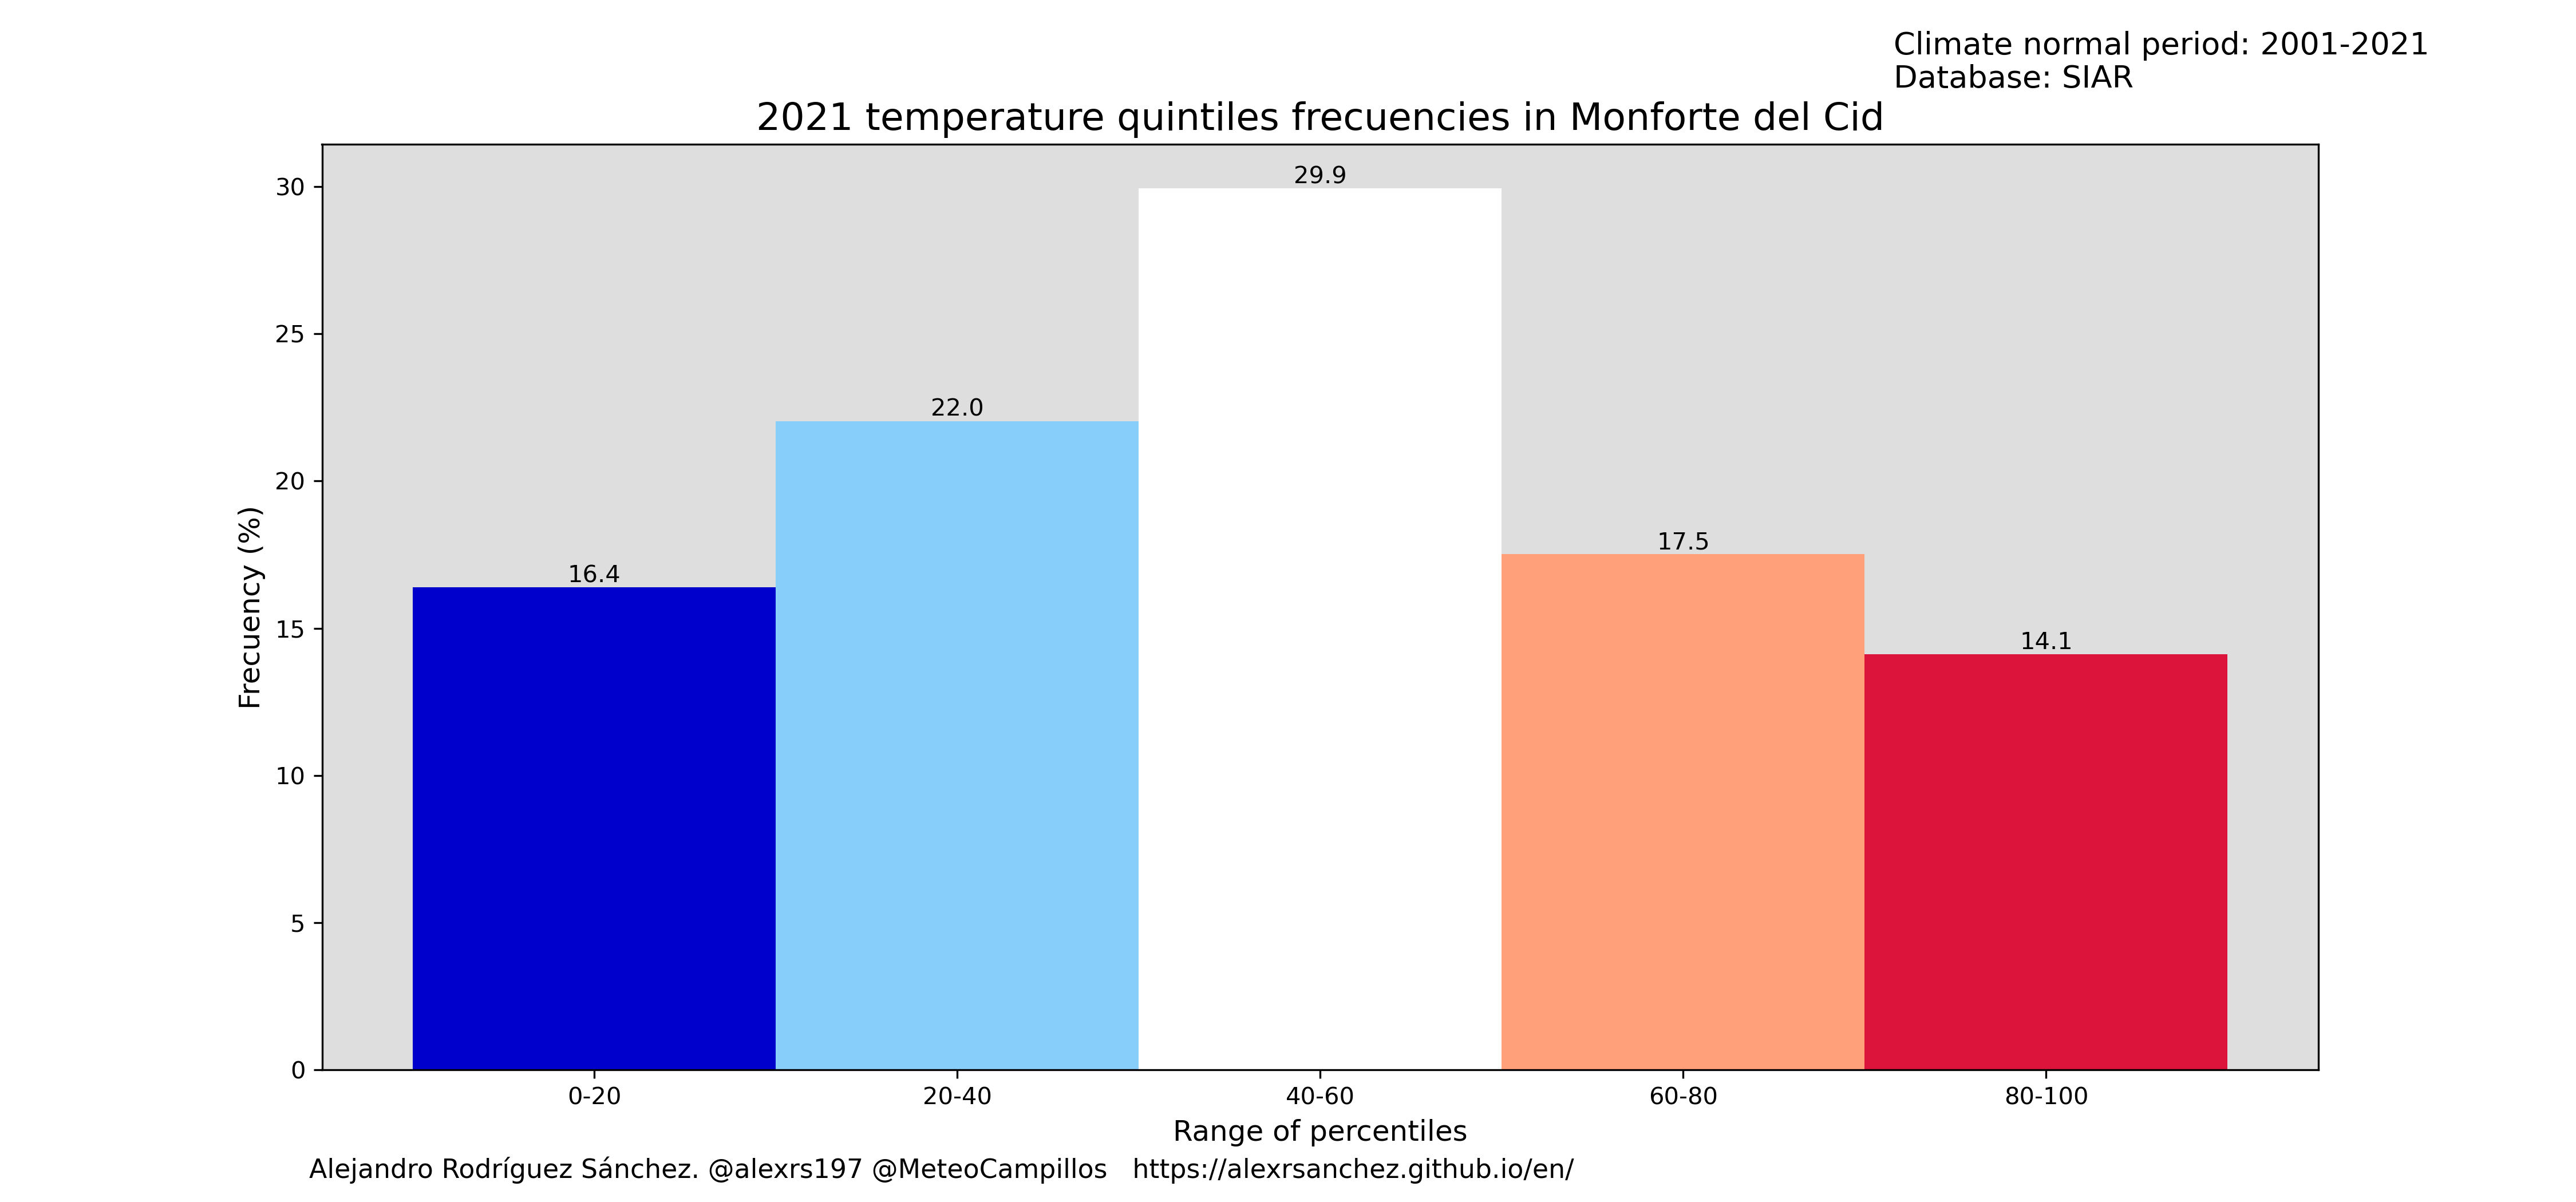 Climate normal period: 2001-2021
Database: SIAR
2021 temperature quintiles frecuencies in Monforte del Cid
30
25
20
15
10
5
0
Frecuency (%)
16.4
22.0
29.9
17.5
14.1
0-20
20-40
40-60
60-80
80-100
Range of percentiles
Alejandro Rodríguez Sánchez. @alexrs197 @MeteoCampillos   https://alexrsanchez.github.io/en/